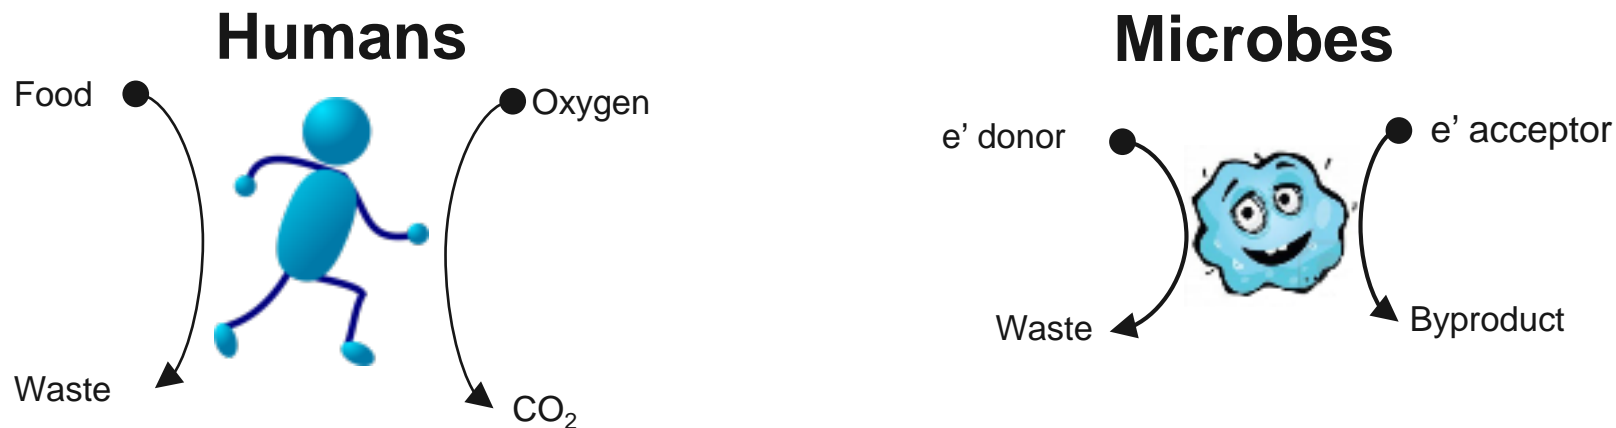 Humans
Food
Oxygen
Waste
CO₂
Microbes
e’ donor
e’ acceptor
Waste
Byproduct